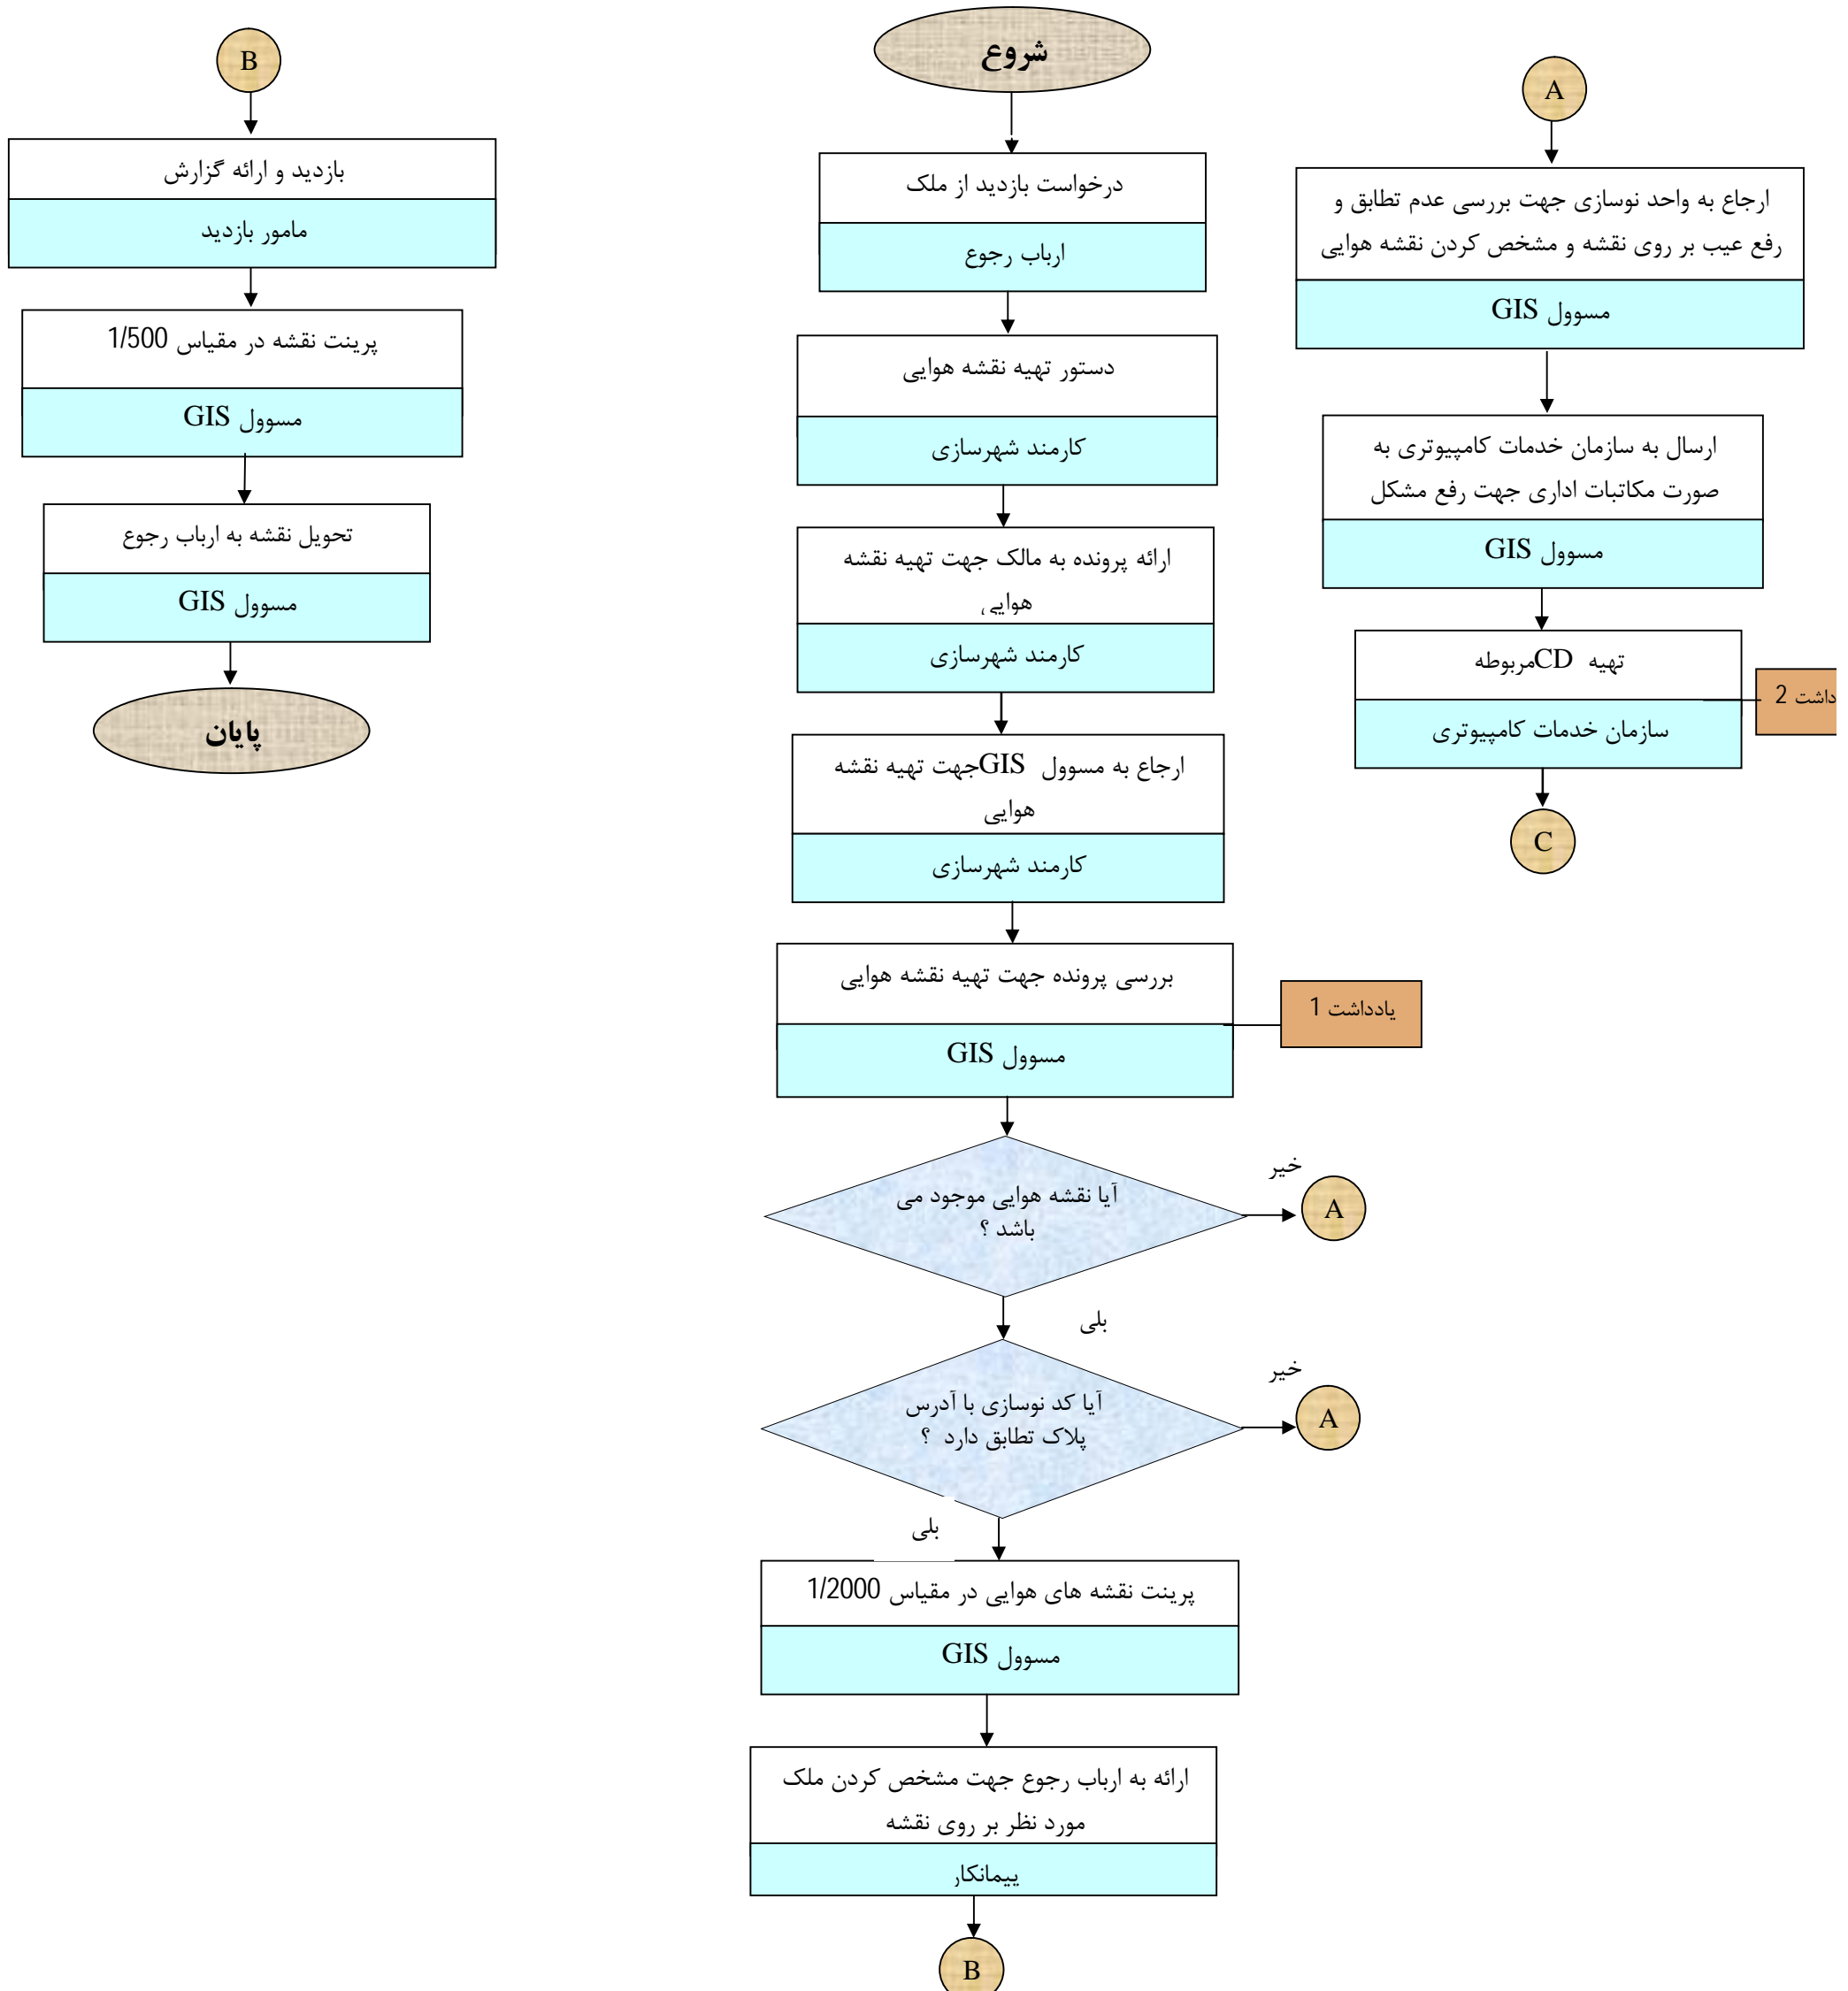 شروع
درخواست بازدید از ملک
ارباب رجوع
دستور تهیه نقشه هوایی
کارمند شهرسازی
ارائه پرونده به مالک جهت تهیه نقشه
هوایی
کارمند شهرسازی
ارجاع به مسوول GIS جهت تهیه نقشه
هوایی
کارمند شهرسازی
بررسی پرونده جهت تهیه نقشه هوایی
مسوول GIS
یادداشت 1
آیا نقشه هوایی موجود می
باشد ؟
خیر
A
بلی
آیا کد نوسازی با آدرس
پلاک تطابق دارد ؟
خیر
A
بلی
پرینت نقشه های هوایی در مقیاس 1/2000
مسوول GIS
ارائه به ارباب رجوع جهت مشخص کردن ملک
مورد نظر بر روی نقشه
پیمانکار
B
A
ارجاع به واحد نوسازی جهت بررسی عدم تطابق و
رفع عیب بر روی نقشه و مشخص کردن نقشه هوایی
مسوول GIS
ارسال به سازمان خدمات کامپیوتری به
صورت مکاتبات اداری جهت رفع مشکل
مسوول GIS
تهیه CD مربوطه
سازمان خدمات کامپیوتری
داشت 2
C
B
بازدید و ارائه گزارش
مامور بازدید
پرینت نقشه در مقیاس 1/500
مسوول GIS
تحویل نقشه به ارباب رجوع
مسوول GIS
پایان